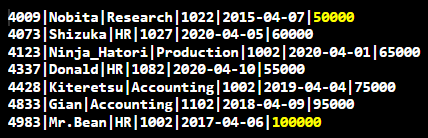 4009|Nobita|Research|1022|2015-04-07|50000
4073|Shizuka|HR|1027|2020-04-05|60000
4123|Ninja_Hatori|Production|1002|2020-04-01|65000
4337|Donald|HR|1082|2020-04-10|55000
4428|Kiteretsu|Accounting|1002|2019-04-04|75000
4833|Gian|Accounting|1102|2018-04-09|95000
4983|Mr.Bean|HR|1002|2017-04-06|100000